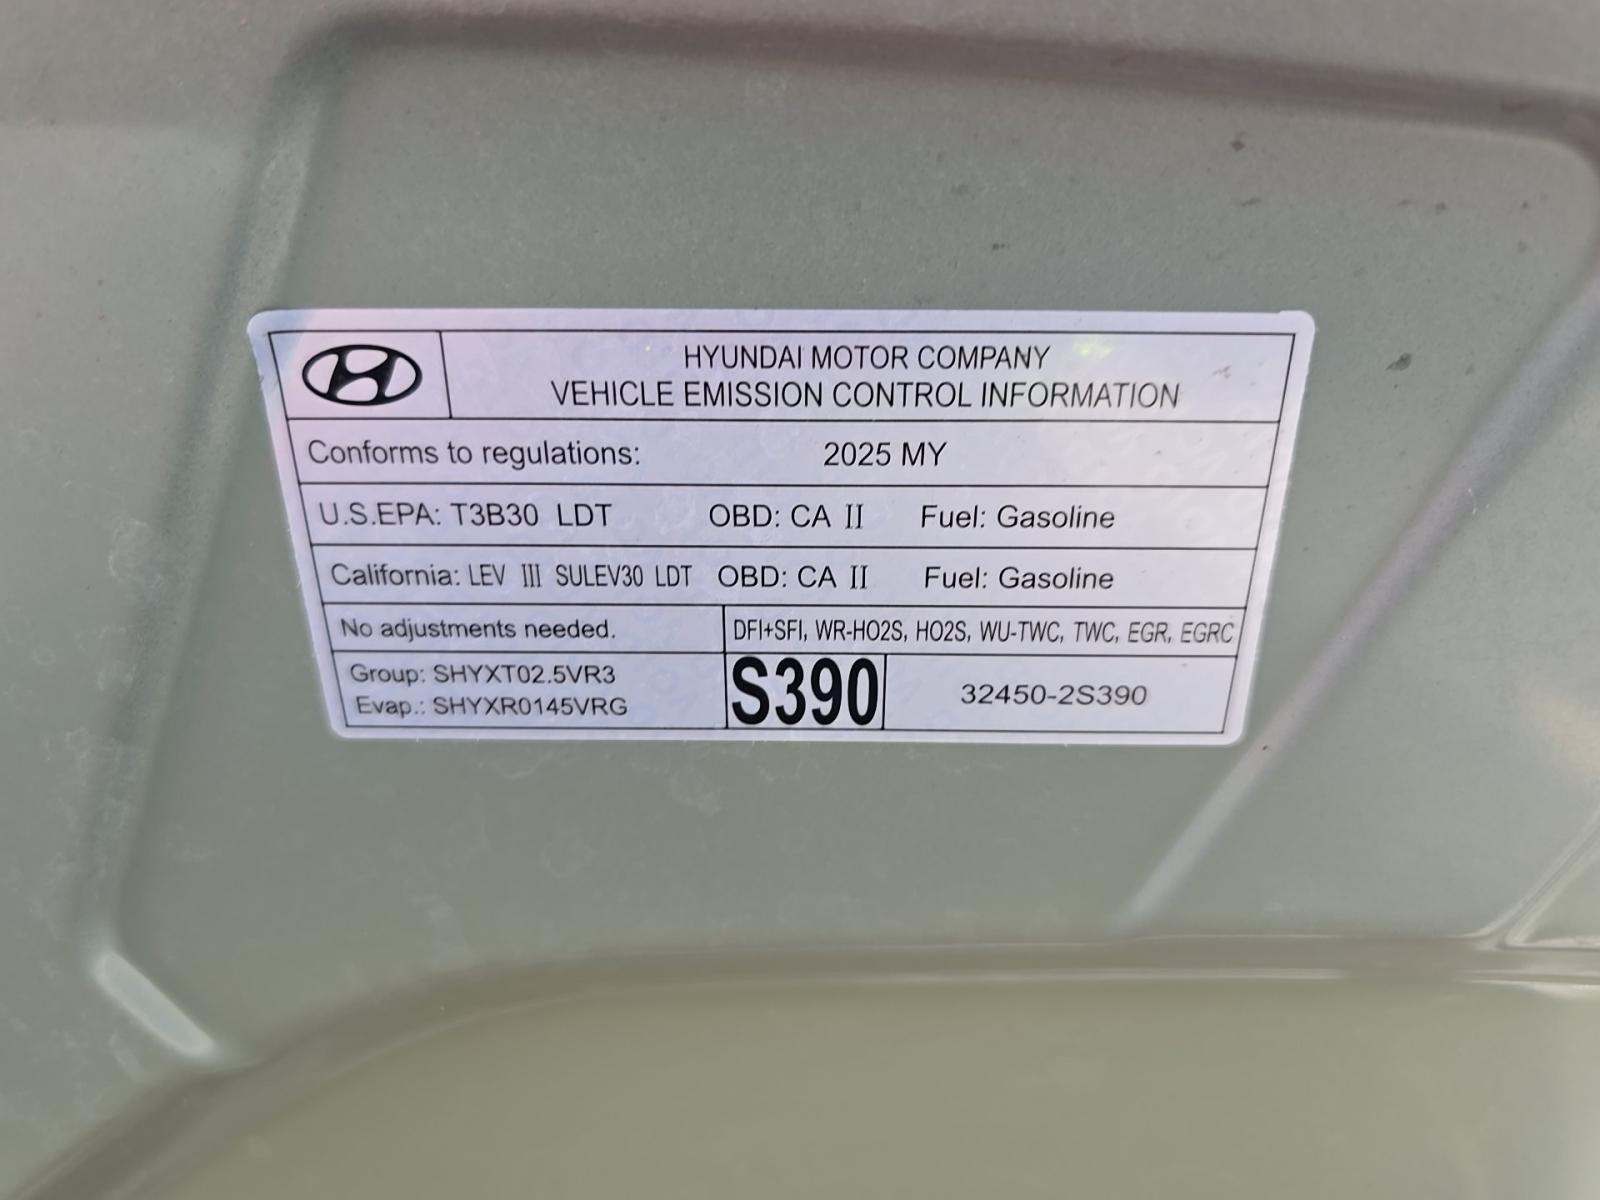 HYUNDAI MOTOR COMPANY
VEHICLE EMISSION CONTROL INFORMATION
Conforms to regulations: 2025 MY
U.S.EPA: T3B30 LDT OBD: CA II Fuel: Gasoline
California: LEV III SULEV30 LDT OBD: CA II Fuel: Gasoline
No adjustments needed. DFI+SFI, WR-HO2S, HO2S, WU-TWC, TWC, EGR, EGRC
Group: SHYXT02.5VR3
Evap.: SHYXR0145VRG
S390
32450-2S390